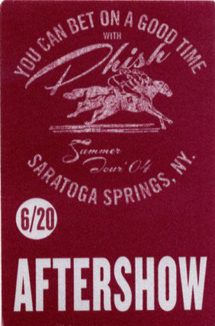 YOU CAN BET ON A GOOD TIME
WITH
Phish
Summer
Tour '04
SARATOGA SPRINGS, NY.
6/20
AFTERSHOW